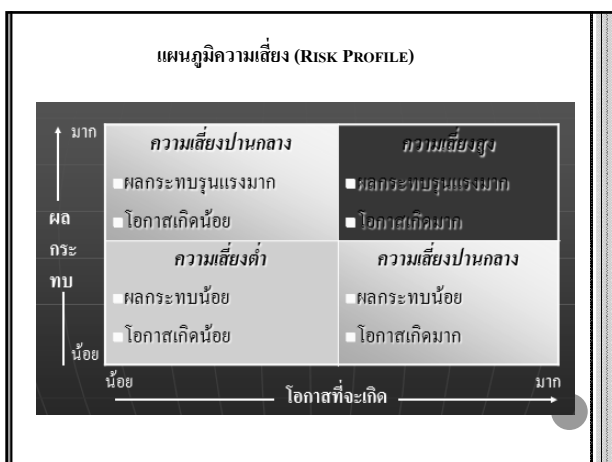 แผนภูมิความเสี่ยง (RISK PROFILE)
มาก
ความเสี่ยงปานกลาง
ผลกระทบรุนแรงมาก
โอกาสเกิดน้อย
ความเสี่ยงสูง
ผลกระทบรุนแรงมาก
โอกาสเกิดมาก
ผล
กระ
ทบ
ความเสี่ยงต่ำ
ผลกระทบน้อย
โอกาสเกิดน้อย
ความเสี่ยงปานกลาง
ผลกระทบน้อย
โอกาสเกิดมาก
น้อย
น้อย
โอกาสที่จะเกิด
มาก